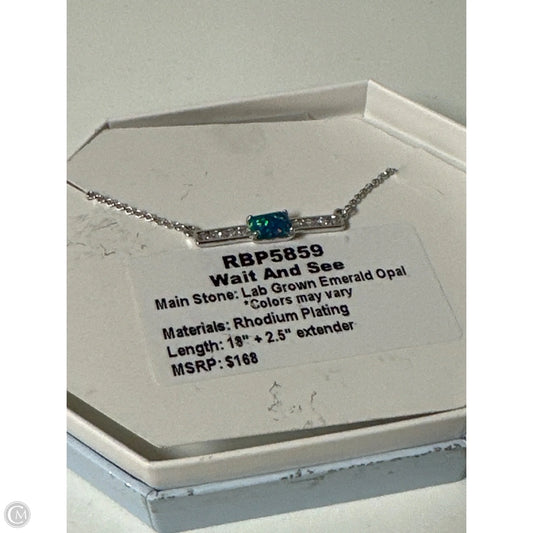 RBP5859
Wait And See
Main Stone: Lab Grown Emerald Opal
*Colors may vary
Materials: Rhodium Plating
Length: 18" + 2.5" extender
MSRP: $168
CM